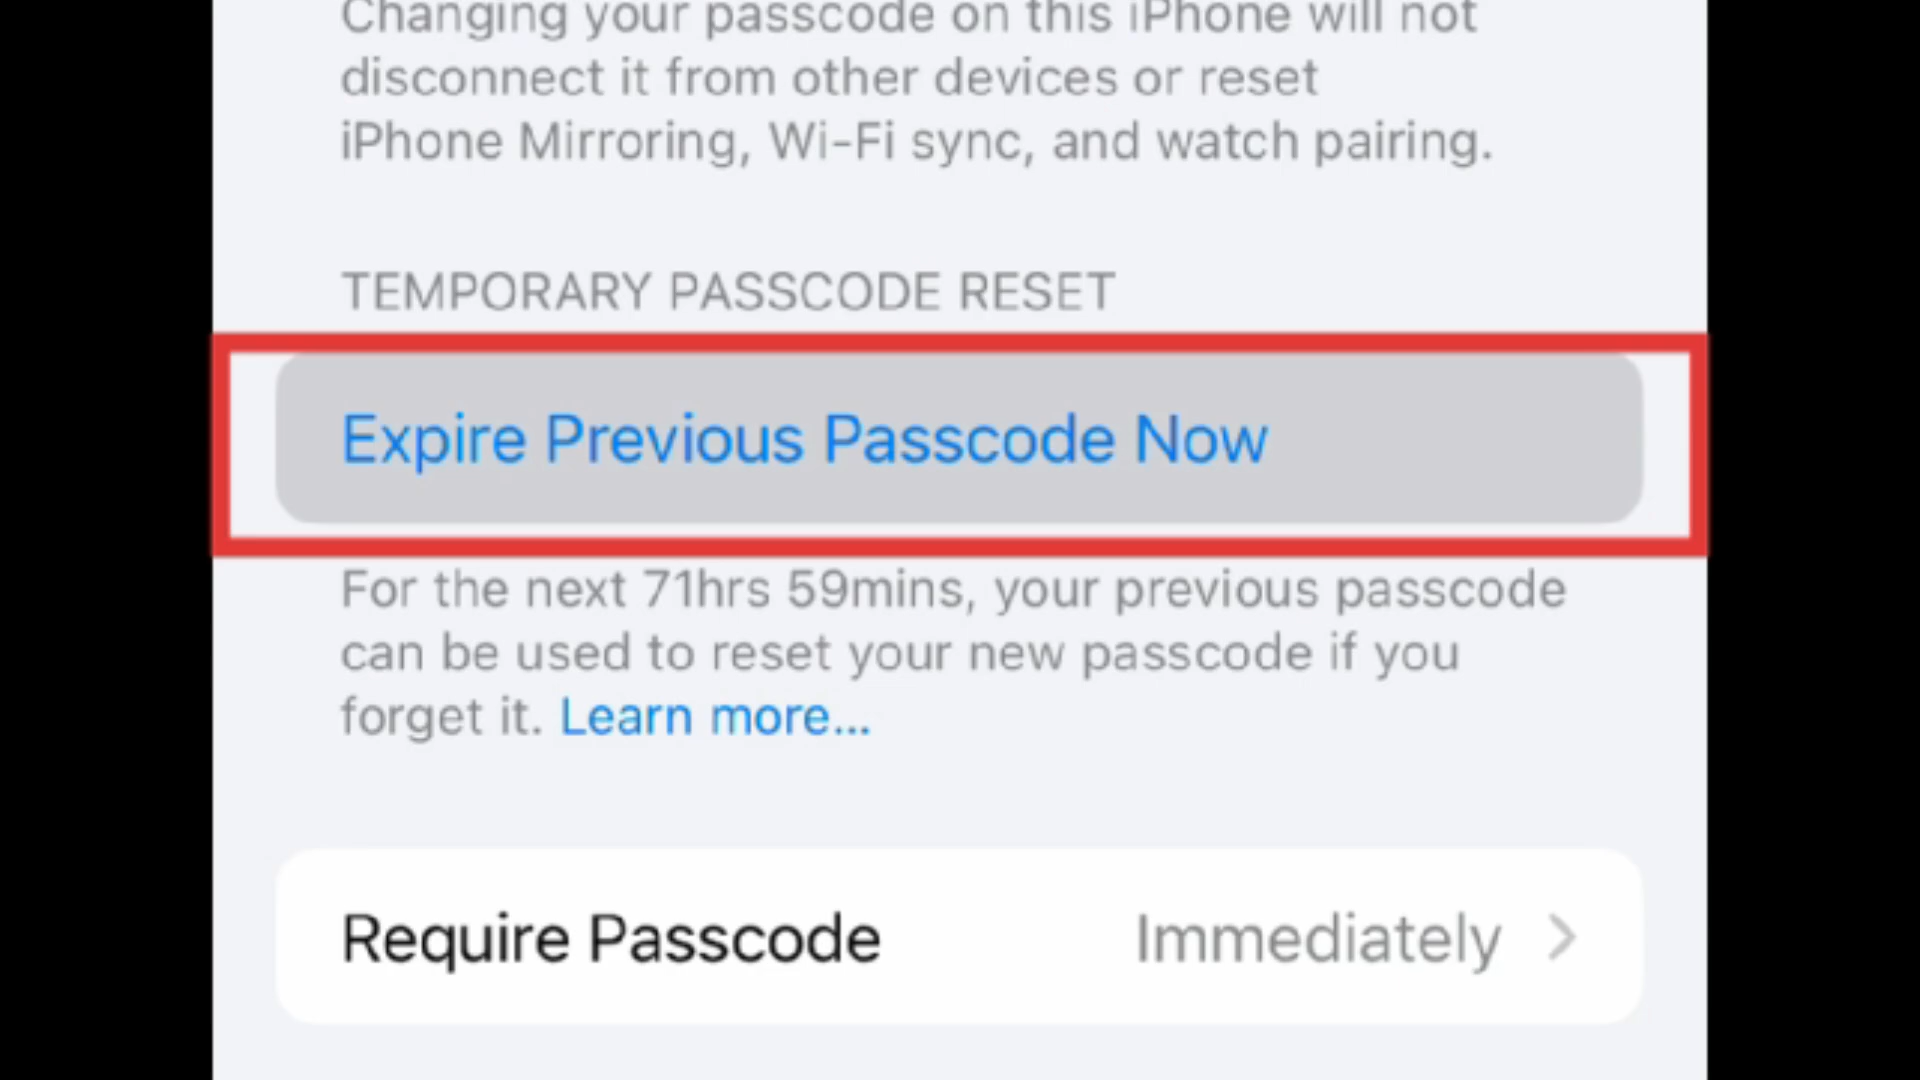 Changing your passcode on this iPhone will not
disconnect it from other devices or reset
iPhone Mirroring, Wi-Fi sync, and watch pairing.
TEMPORARY PASSCODE RESET
Expire Previous Passcode Now
For the next 71hrs 59mins, your previous passcode
can be used to reset your new passcode if you
forget it. Learn more...
Require Passcode Immediately